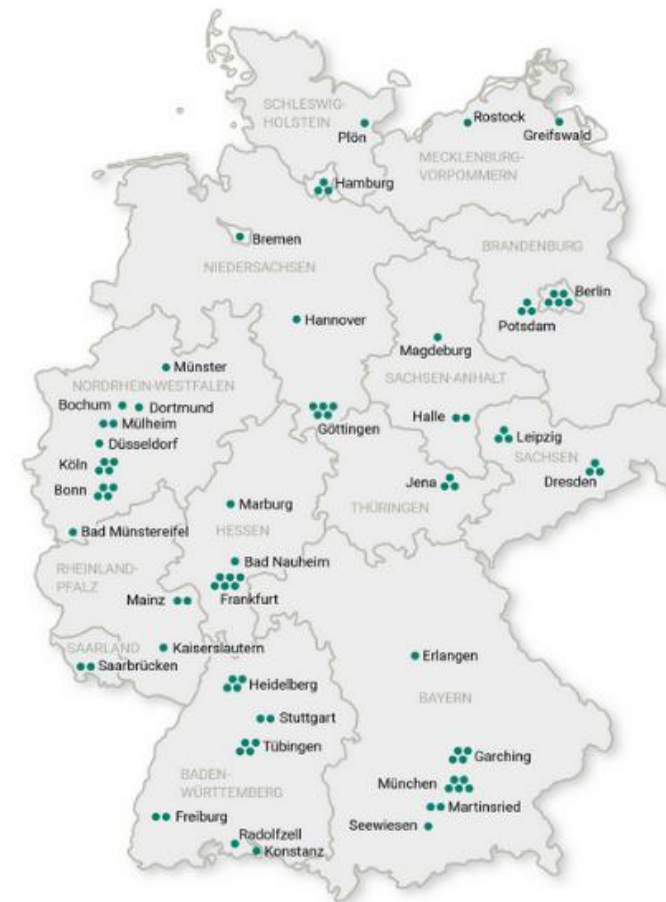 SCHLESWIG-
HOLSTEIN
Plön
Rostock
Greifswald
MECKLENBURG-
VORPOMMERN
Hamburg
Bremen
NIEDERSACHSEN
BRANDENBURG
Berlin
Potsdam
Hannover
Magdeburg
SACHSEN-ANHALT
Münster
NORDRHEIN-WESTFALEN
Bochum
Dortmund
Mülheim
Düsseldorf
Köln
Bonn
Bad Münstereifel
Göttingen
Halle
Leipzig
SACHSEN
Dresden
Jena
THÜRINGEN
Marburg
HESSEN
Bad Nauheim
Frankfurt
RHEINLAND-
PFALZ
Mainz
SAARLAND
Kaiserslautern
Saarbrücken
Erlangen
BAYERN
Heidelberg
Stuttgart
Tübingen
BADEN-
WÜRTTEMBERG
Freiburg
Radolfzell
Konstanz
Garching
München
Martinsried
Seewiesen